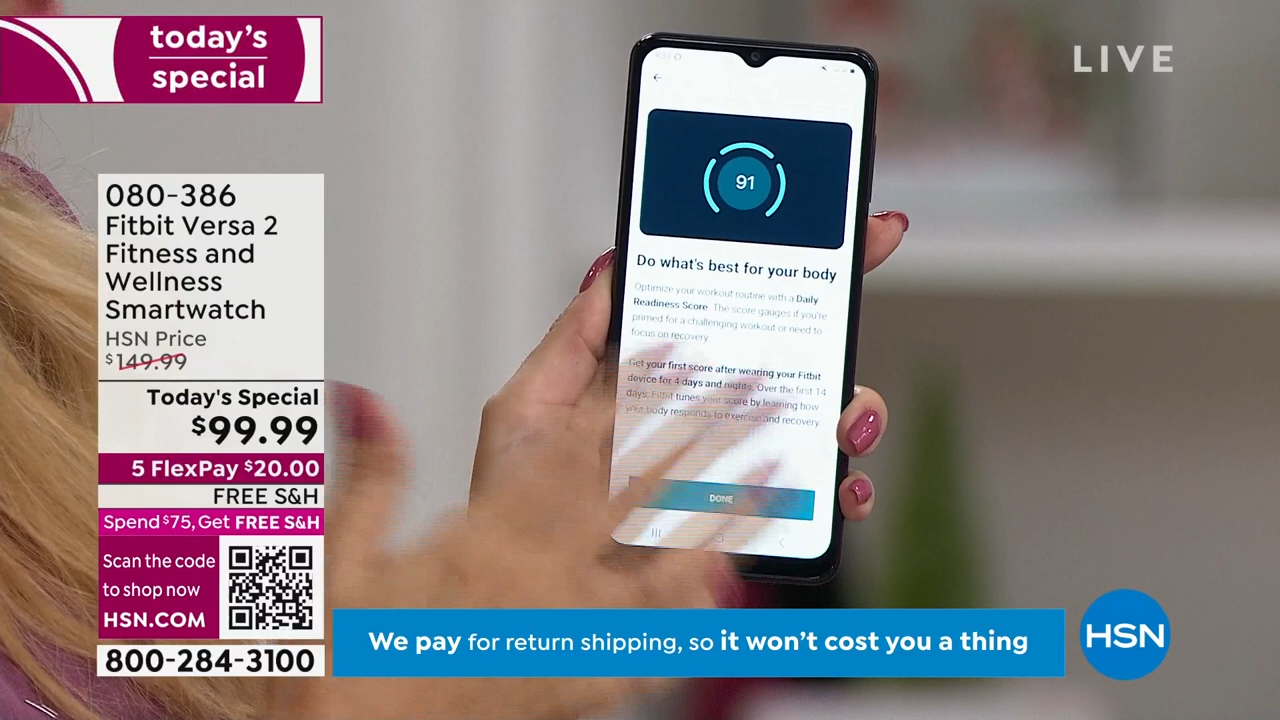 today's
special
LIVE
080-386
Fitbit Versa 2
Fitness and
Wellness
Smartwatch
HSN Price
$149.99
Today's Special
$99.99
5 FlexPay $20.00
FREE S&H
Spend $75, Get FREE S&H
Scan the code
to shop now
HSN.COM
800-284-3100
91
Do what's best for your body
Optimize your workout routine with a Daily
Readiness Score. The score gauges if you're
primed for a challenging workout or need to
focus on recovery.
Get your first score after wearing your Fitbit
device for 4 days and nights. Over the first 14
days, Fitbit tunes your score by learning how
your body responds to exercise and recovery.
DONE
We pay for return shipping, so it won't cost you a thing
HSN